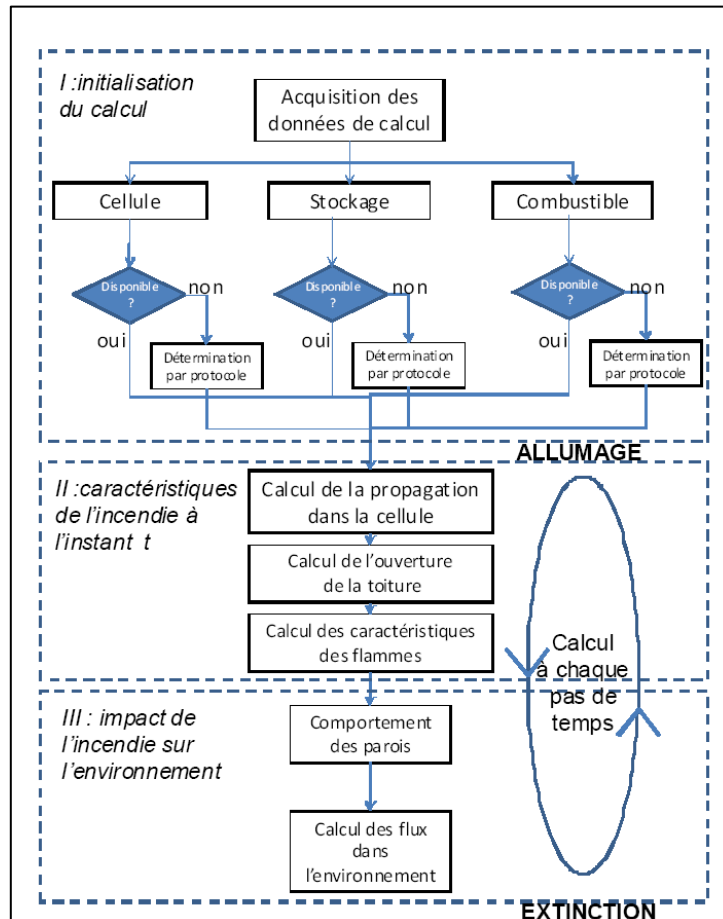 I :initialisation
du calcul
Acquisition des
données de calcul
Cellule
Stockage
Combustible
Disponible
?
non
oui
Disponible
?
non
oui
Disponible
?
non
oui
Détermination
par protocole
Détermination
par protocole
Détermination
par protocole
ALLUMAGE
II :caractéristiques
de l'incendie à
l'instant t
Calcul de la propagation
dans la cellule
Calcul de l'ouverture
de la toiture
Calcul des caractéristiques
des flammes
Calcul
à chaque
pas de
temps
III : impact de
l'incendie sur
l'environnement
Comportement
des parois
Calcul des flux
dans
l'environnement
EXTINCTION